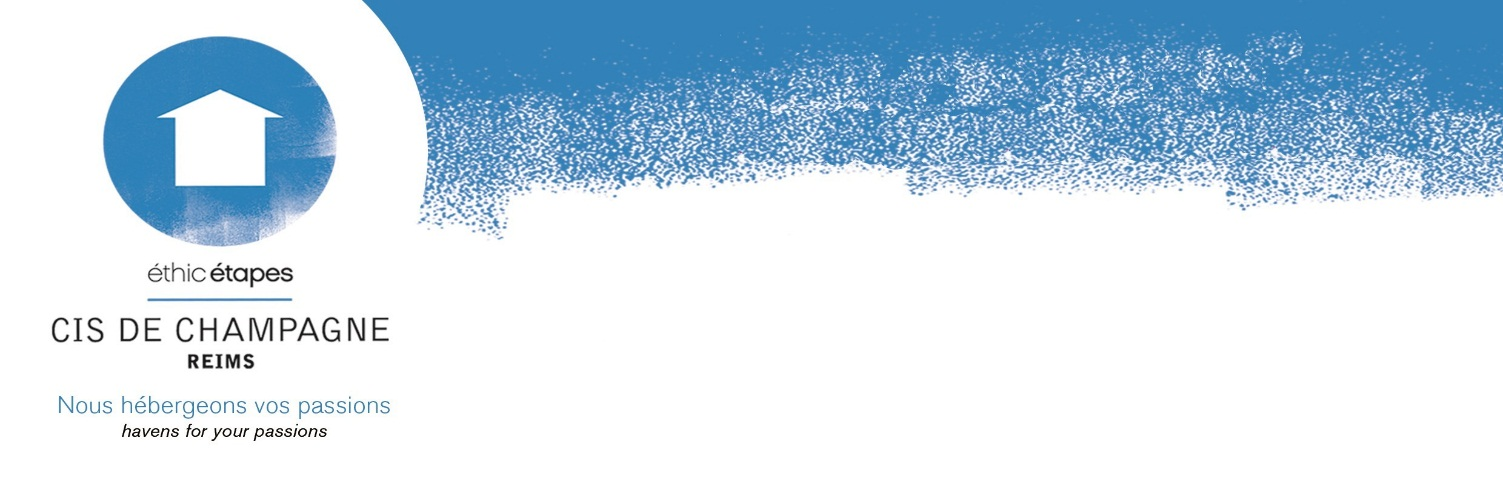 éthic étapes
CIS DE CHAMPAGNE
REIMS
Nous hébergeons vos passions
havens for your passions